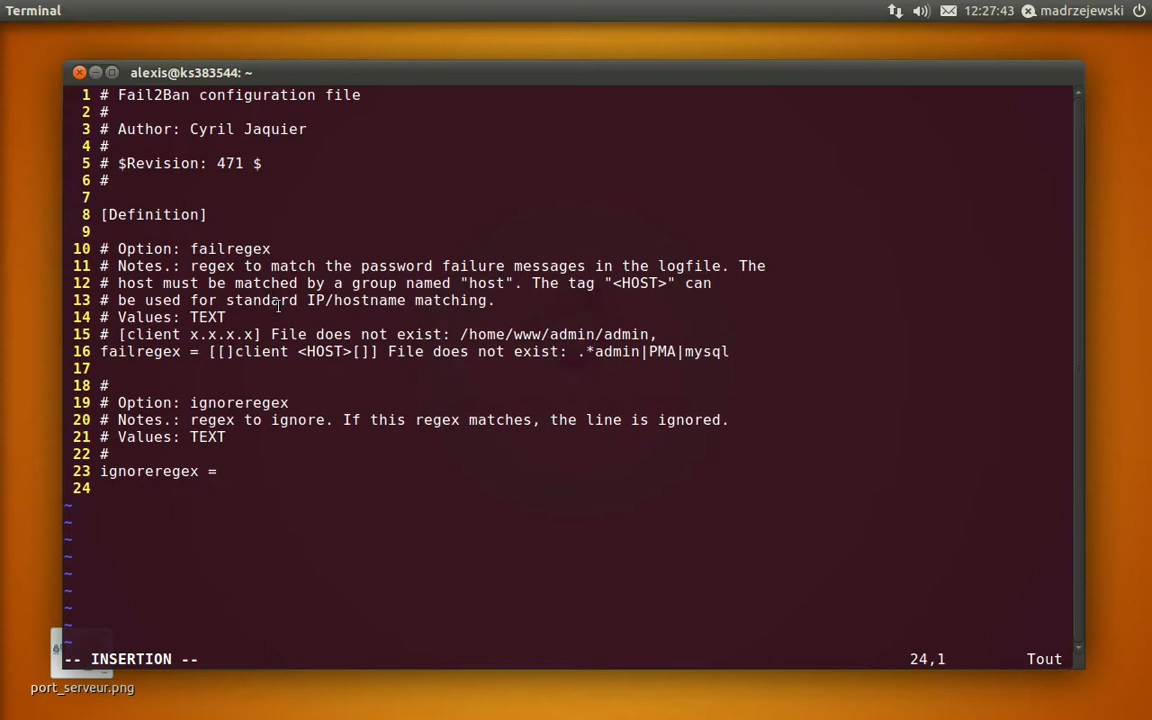 Terminal
12:27:43
madrzejewski
alexis@ks383544: ~
1 # Fail2Ban configuration file
2 #
3 # Author: Cyril Jaquier
4 #
5 # $Revision: 471 $
6 #
7
8 [Definition]
9
10 # Option: failregex
11 # Notes.: regex to match the password failure messages in the logfile. The
12 # host must be matched by a group named "host". The tag "<HOST>" can
13 # be used for standard IP/hostname matching.
14 # Values: TEXT
15 # [client x.x.x.x] File does not exist: /home/www/admin/admin,
16 failregex = [[]client <HOST>[]] File does not exist: .*admin|PMA|mysql
17
18 #
19 # Option: ignoreregex
20 # Notes.: regex to ignore. If this regex matches, the line is ignored.
21 # Values: TEXT
22 #
23 ignoreregex =
24
~
~
~
~
~
~
~
~
~
-- INSERTION -- 24,1 Tout
port_serveur.png